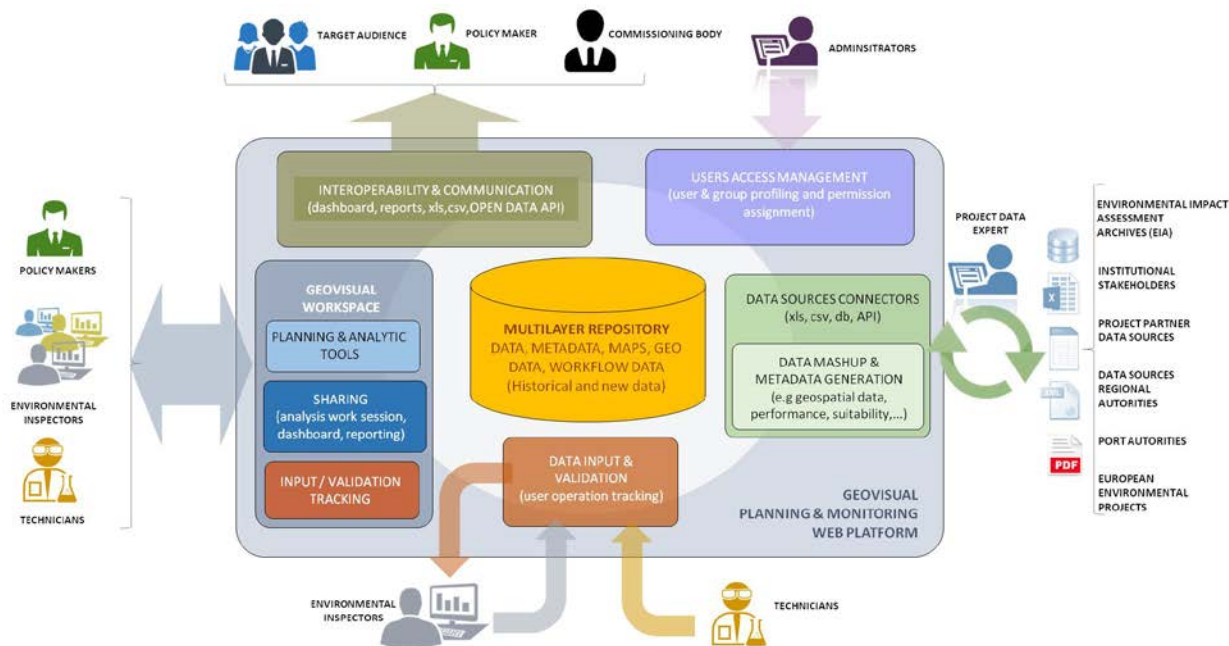 TARGET AUDIENCE
POLICY MAKER
COMMISSIONING BODY
ADMINSITRATORS
INTEROPERABILITY & COMMUNICATION
(dashboard, reports, xls,csv,OPEN DATA API)
USERS ACCESS MANAGEMENT
(user & group profiling and permission
assignment)
POLICY MAKERS
ENVIRONMENTAL
INSPECTORS
TECHNICIANS
GEOVISUAL
WORKSPACE
PLANNING & ANALYTIC
TOOLS
SHARING
(analysis work session,
dashboard, reporting)
INPUT / VALIDATION
TRACKING
MULTILAYER REPOSITORY
DATA, METADATA, MAPS, GEO
DATA, WORKFLOW DATA
(Historical and new data)
DATA SOURCES CONNECTORS
(xls, csv, db, API)
DATA MASHUP &
METADATA GENERATION
(e.g geospatial data,
performance, suitability,...)
PROJECT DATA
EXPERT
ENVIRONMENTAL IMPACT
ASSESSMENT
ARCHIVES (EIA)
INSTITUTIONAL
STAKEHOLDERS
X
PROJECT PARTNER
DATA SOURCES
DATA SOURCES
REGIONAL
AUTORITIES
XML
PORT AUTORITIES
PDF
EUROPEAN
ENVIRONMENTAL
PROJECTS
DATA INPUT &
VALIDATION
(user operation tracking)
GEOVISUAL
PLANNING & MONITORING
WEB PLATFORM
ENVIRONMENTAL
INSPECTORS
TECHNICIANS